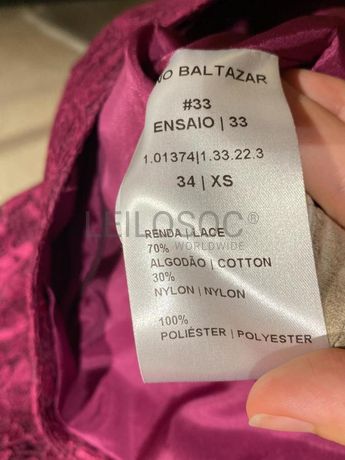 NO BALTAZAR
#33
ENSAIO | 33
1.01374|1.33.22.3
34 | XS
LEILOSOC®
WORLDWIDE
RENDA | LACE
70%
ALGODÃO | COTTON
30%
NYLON | NYLON
100%
POLIÉSTER | POLYESTER